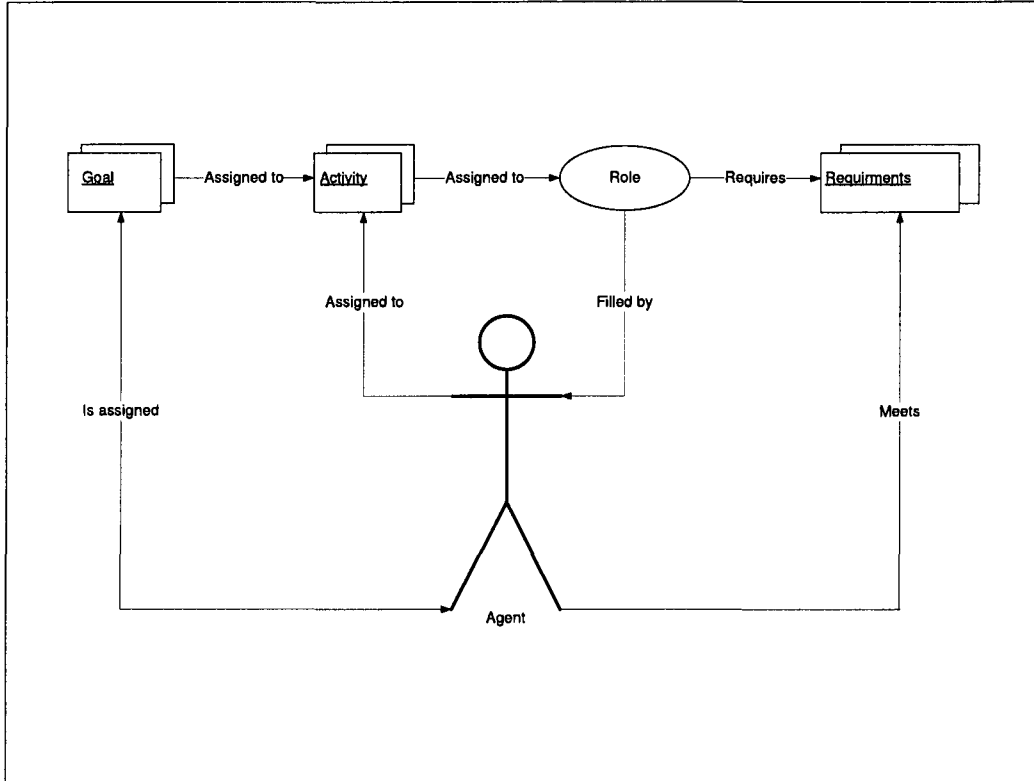 Goal
Assigned to
Activity
Assigned to
Role
Requires
Requirments
Assigned to
Filled by
Is assigned
Meets
Agent